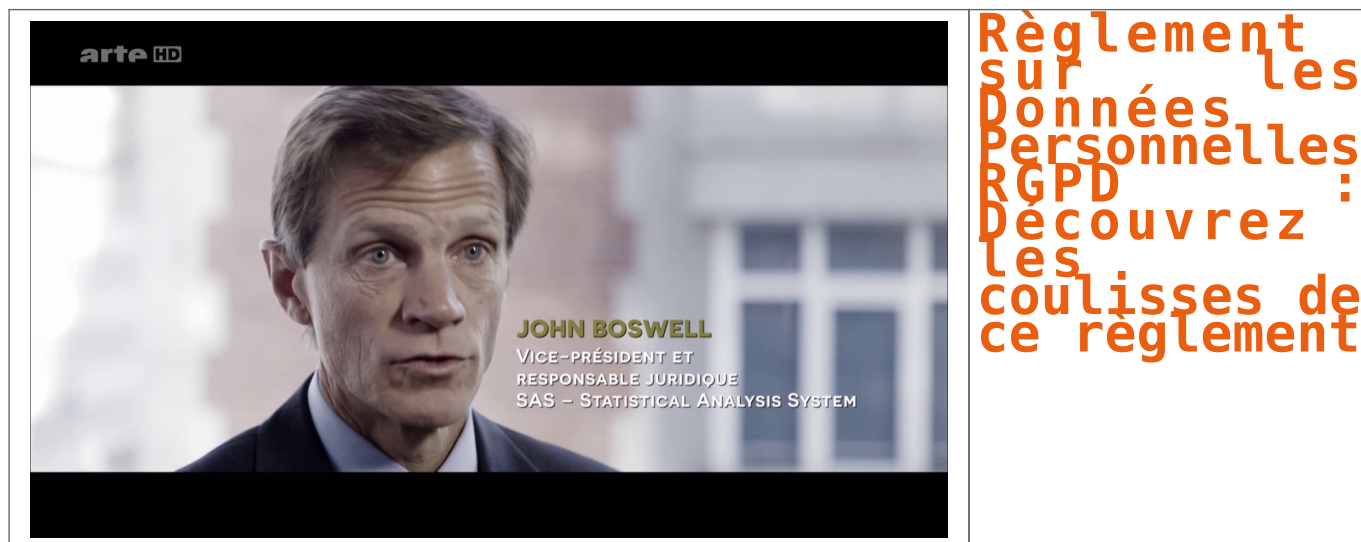 arte HD
JOHN BOSWELL
VICE-PRÉSIDENT ET
RESPONSABLE JURIDIQUE
SAS – STATISTICAL ANALYSIS SYSTEM
Règlement
sur les
Données
Personnelles
RGPD :
Découvrez
les
coulisses de
ce règlement